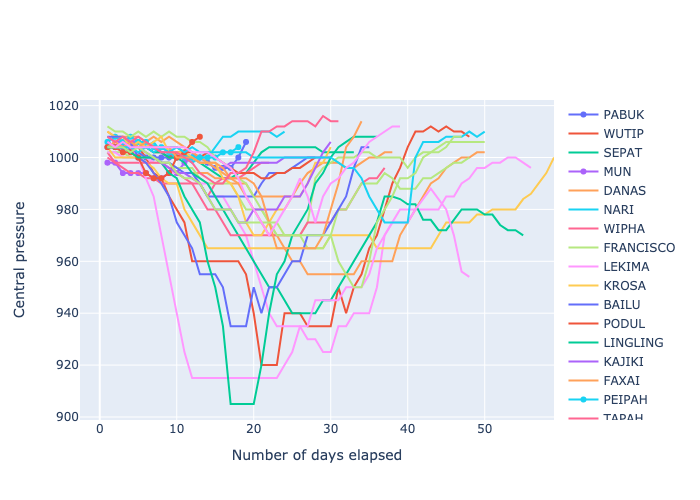 1020
1000
980
960
940
920
900
0
10
20
30
40
50
Number of days elapsed
Central pressure
PABUK
WUTIP
SEPAT
MUN
DANAS
NARI
WIPHA
FRANCISCO
LEKIMA
KROSA
BAILU
PODUL
LINGLING
KAJIKI
FAXAI
PEIPAH
TAPAH